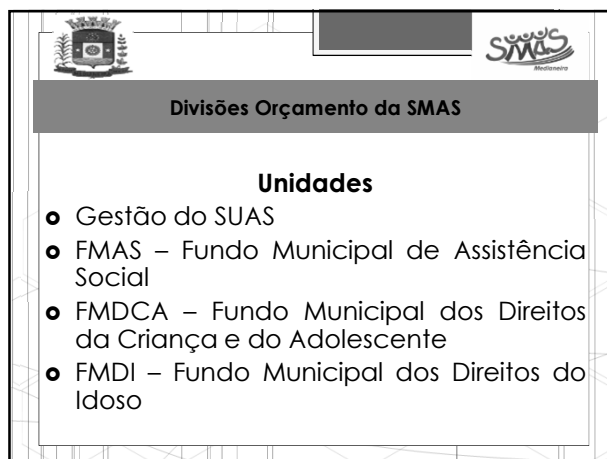 SMAS
Medianeira
Divisões Orçamento da SMAS
Unidades
Gestão do SUAS
FMAS – Fundo Municipal de Assistência
Social
FMDCA – Fundo Municipal dos Direitos
da Criança e do Adolescente
FMDI – Fundo Municipal dos Direitos do
Idoso